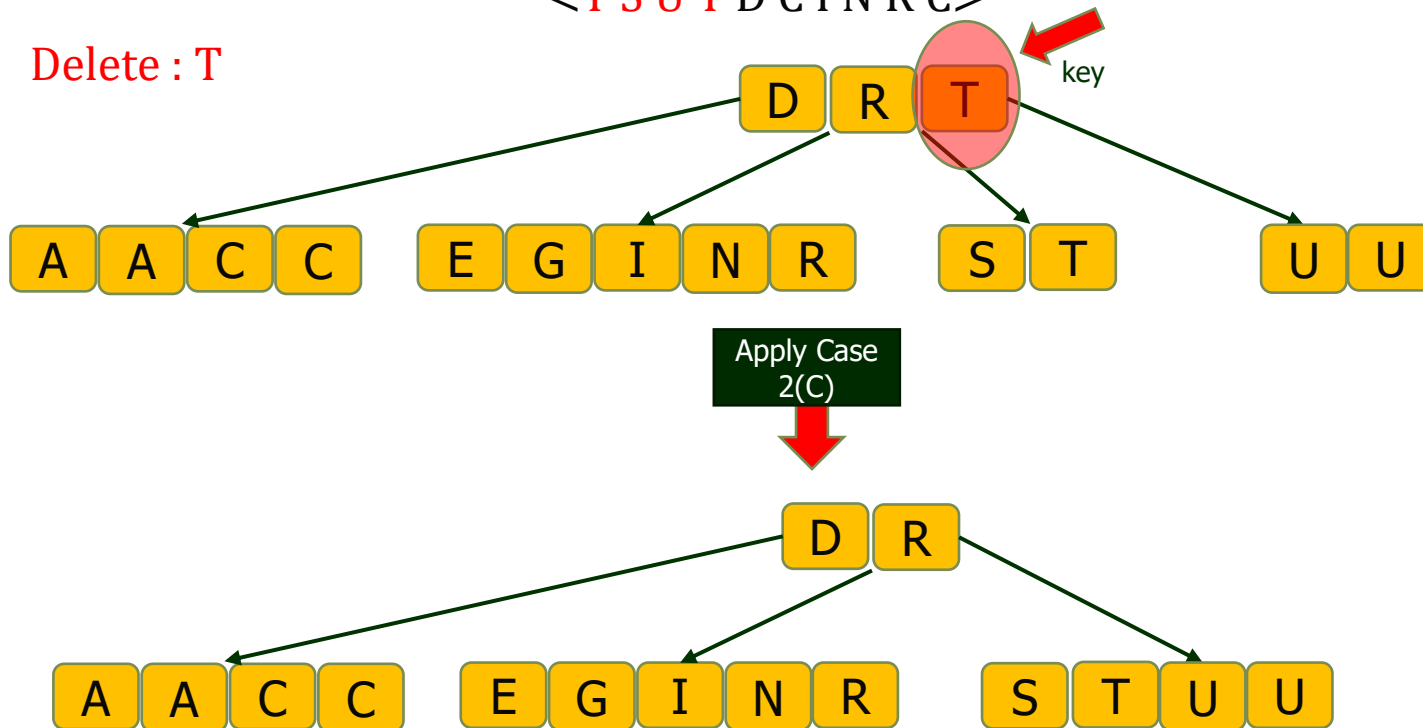 Delete : T
key
D R T
A A C C E G I N R S T U U
Apply Case
2(C)
D R
A A C C E G I N R S T U U